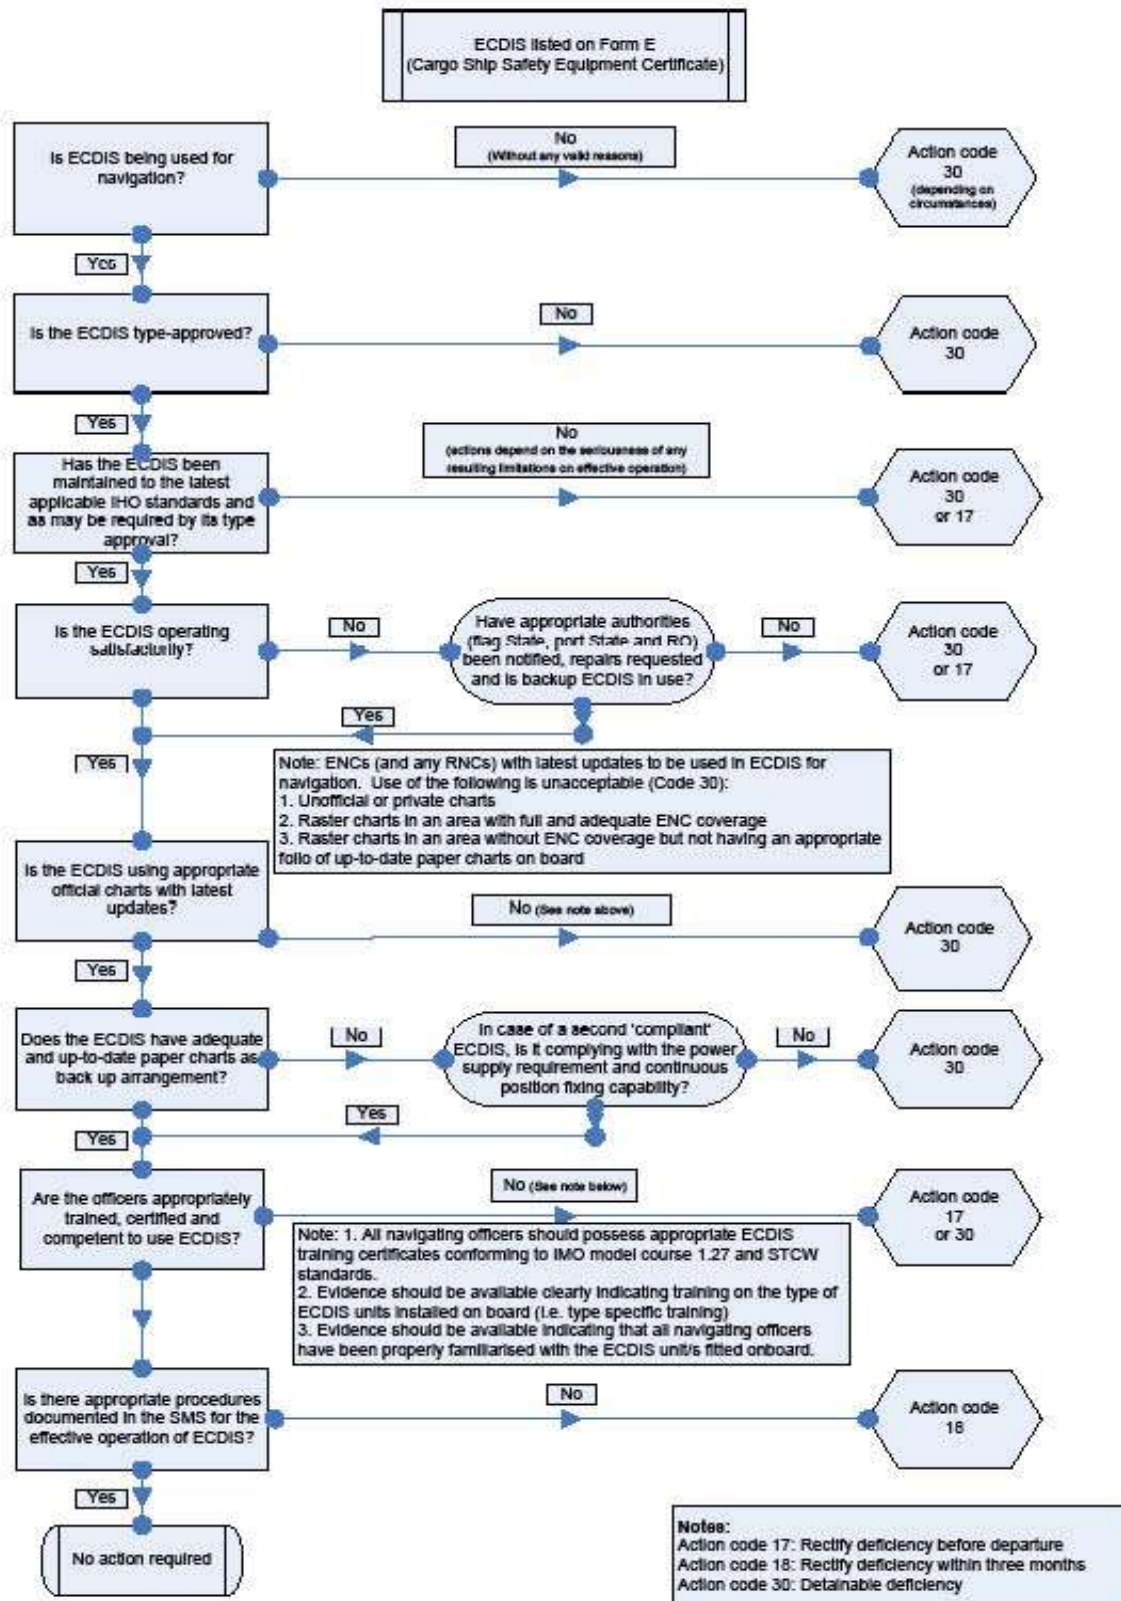 ECDIS listed on Form E
(Cargo Ship Safety Equipment Certificate)
Is ECDIS being used for
navigation?
No
(Without any valid reasons)
Action code
30
(depending on
circumstances)
Yes
Is the ECDIS type-approved?
No
Action code
30
Yes
Has the ECDIS been
maintained to the latest
applicable IHO standards and
as may be required by its type
approval?
No
(actions depend on the seriousness of any
resulting limitations on effective operation)
Action code
30
or 17
Yes
Is the ECDIS operating
satisfactorily?
No
Have appropriate authorities
(flag State, port State and RO)
been notified, repairs requested
and is backup ECDIS in use?
No
Action code
30
or 17
Yes
Yes
Note: ENCs (and any RNCs) with latest updates to be used in ECDIS for
navigation. Use of the following is unacceptable (Code 30):
1. Unofficial or private charts
2. Raster charts in an area with full and adequate ENC coverage
3. Raster charts in an area without ENC coverage but not having an appropriate
folio of up-to-date paper charts on board
Is the ECDIS using appropriate
official charts with latest
updates?
No (See note above)
Action code
30
Yes
Does the ECDIS have adequate
and up-to-date paper charts as
back up arrangement?
No
In case of a second 'compliant'
ECDIS, is it complying with the power
supply requirement and continuous
position fixing capability?
No
Action code
30
Yes
Yes
Are the officers appropriately
trained, certified and
competent to use ECDIS?
No (See note below)
Action code
17
or 30
Note: 1. All navigating officers should possess appropriate ECDIS
training certificates conforming to IMO model course 1.27 and STCW
standards.
2. Evidence should be available clearly indicating training on the type of
ECDIS units installed on board (i.e. type specific training)
3. Evidence should be available indicating that all navigating officers
have been properly familiarised with the ECDIS unit/s fitted onboard.
Is there appropriate procedures
documented in the SMS for the
effective operation of ECDIS?
No
Action code
18
Yes
No action required
Notes:
Action code 17: Rectify deficiency before departure
Action code 18: Rectify deficiency within three months
Action code 30: Detainable deficiency